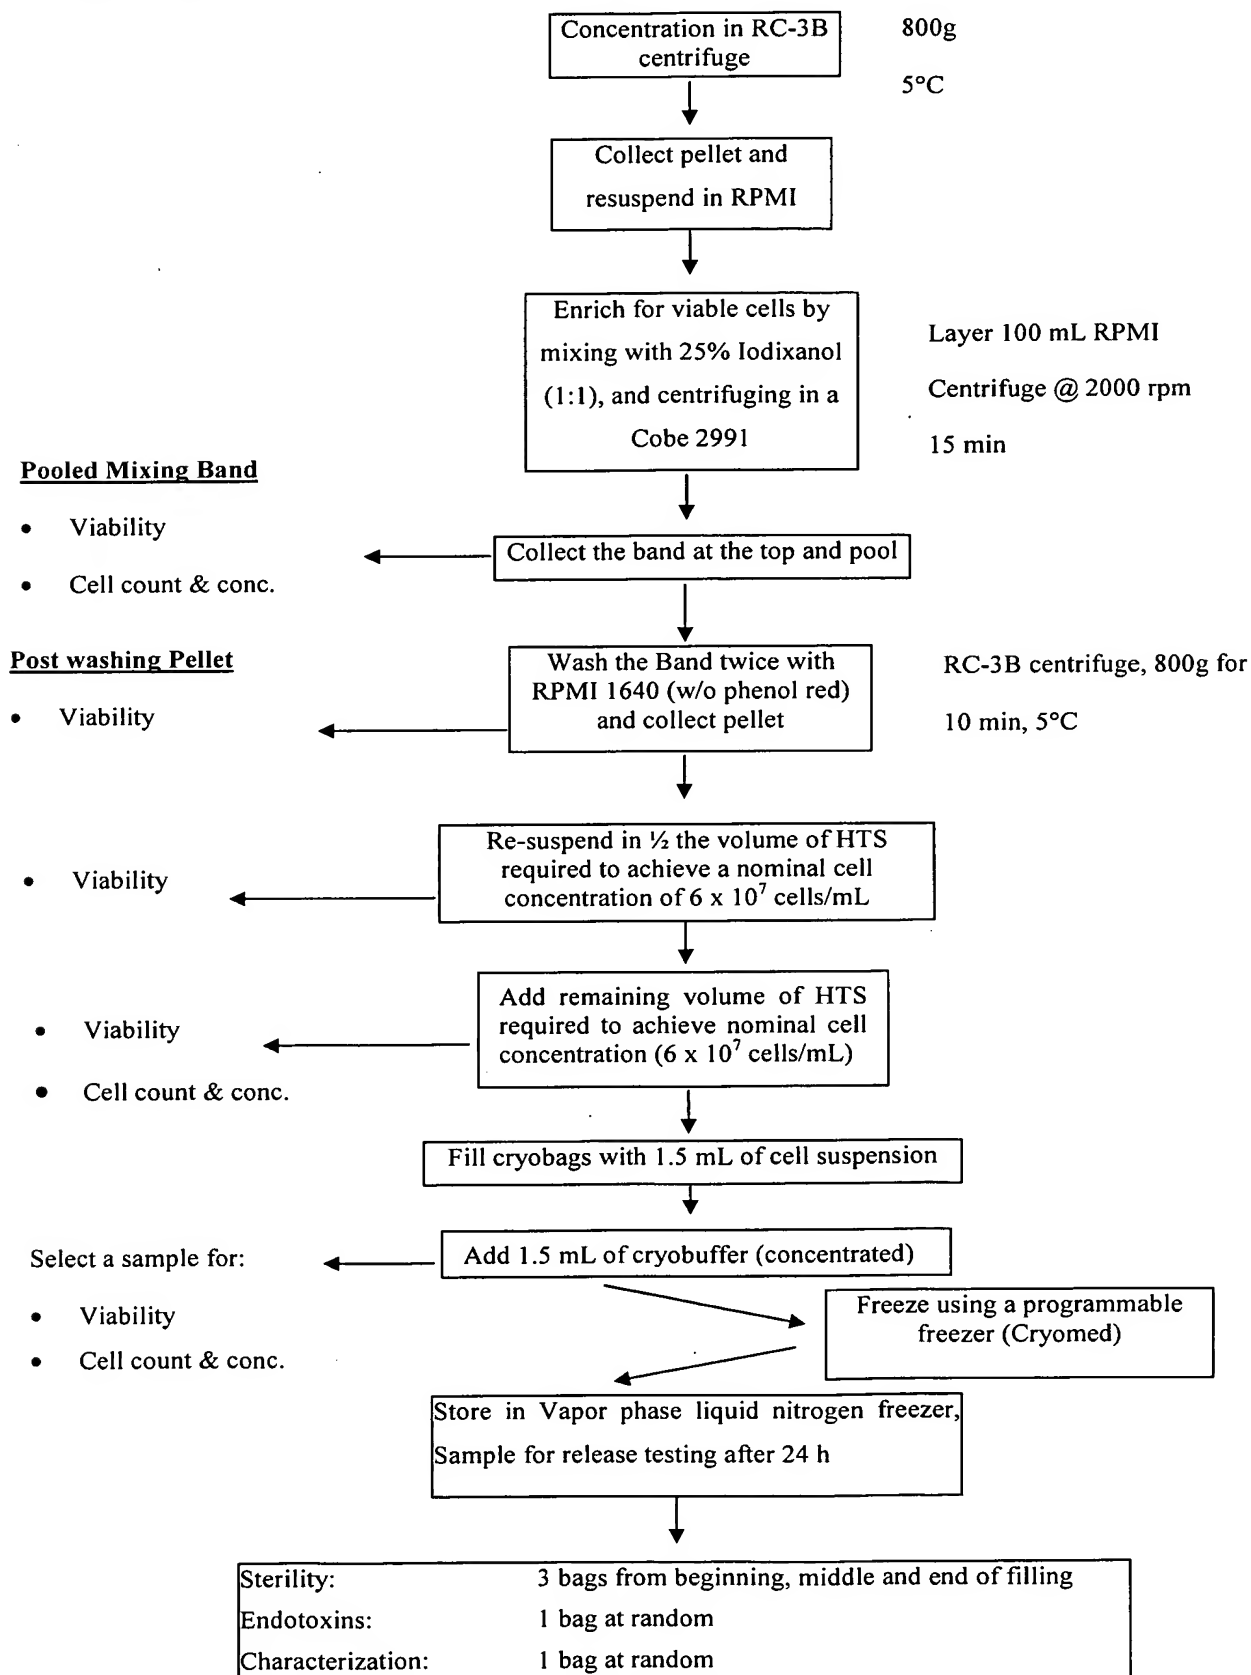 Concentration in RC-3B
centrifuge
800g
5°C
Collect pellet and
resuspend in RPMI
Enrich for viable cells by
mixing with 25% Iodixanol
(1:1), and centrifuging in a
Cobe 2991
Layer 100 mL RPMI
Centrifuge @ 2000 rpm
15 min
Pooled Mixing Band
• Viability
• Cell count & conc.
Collect the band at the top and pool
Post washing Pellet
• Viability
Wash the Band twice with
RPMI 1640 (w/o phenol red)
and collect pellet
RC-3B centrifuge, 800g for
10 min, 5°C
Re-suspend in ½ the volume of HTS
required to achieve a nominal cell
concentration of 6 x 10⁷ cells/mL
• Viability
Add remaining volume of HTS
required to achieve nominal cell
concentration (6 x 10⁷ cells/mL)
• Viability
• Cell count & conc.
Fill cryobags with 1.5 mL of cell suspension
Add 1.5 mL of cryobuffer (concentrated)
Select a sample for:
• Viability
• Cell count & conc.
Freeze using a programmable
freezer (Cryomed)
Store in Vapor phase liquid nitrogen freezer,
Sample for release testing after 24 h
Sterility: 3 bags from beginning, middle and end of filling
Endotoxins: 1 bag at random
Characterization: 1 bag at random